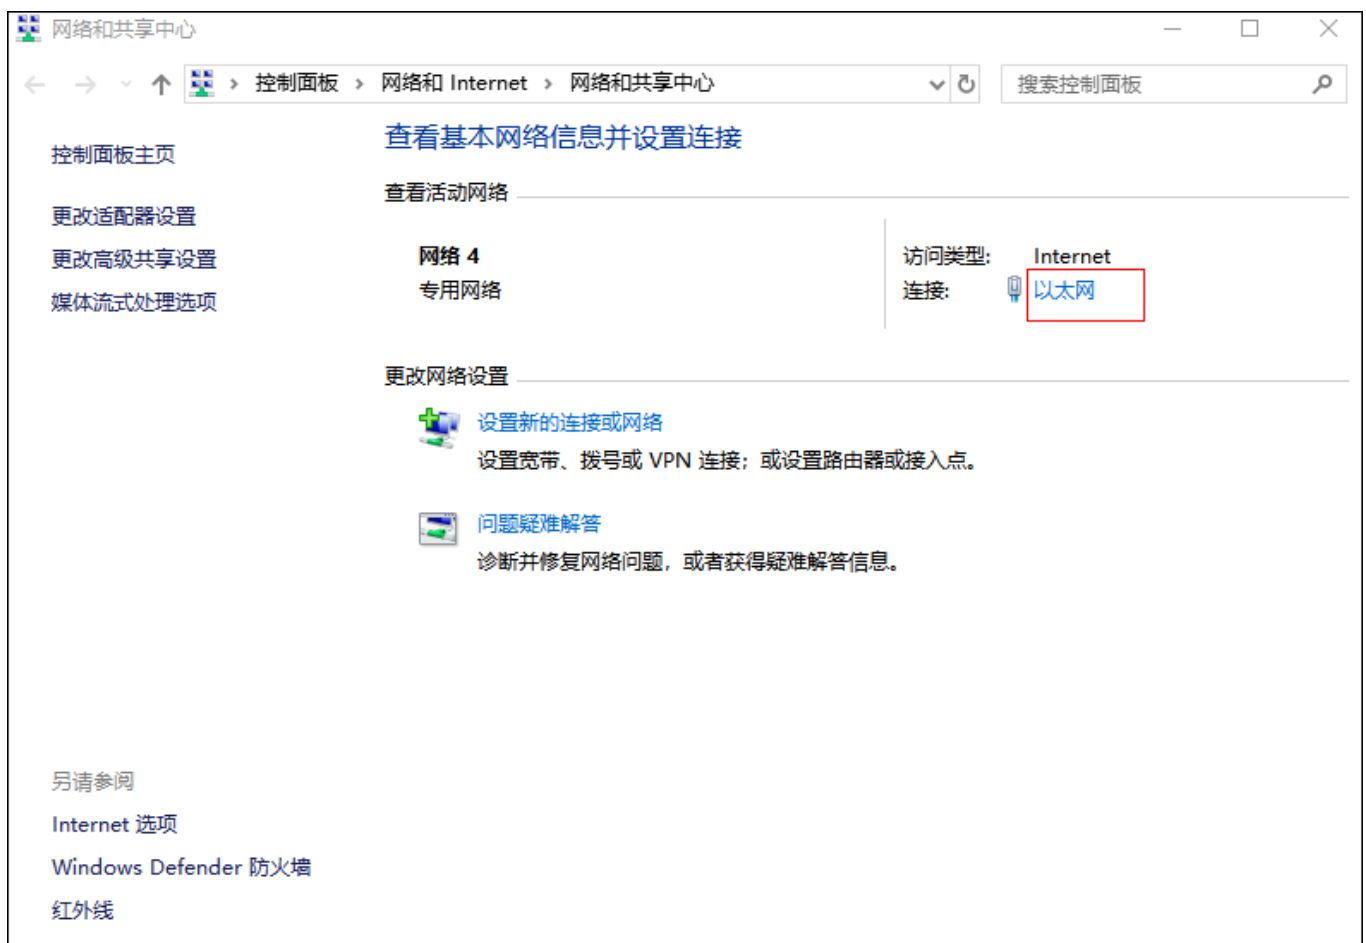 网络和共享中心
控制面板 > 网络和 Internet > 网络和共享中心
搜索控制面板
控制面板主页
更改适配器设置
更改高级共享设置
媒体流式处理选项
查看基本网络信息并设置连接
查看活动网络
网络 4
专用网络
访问类型: Internet
连接: 以太网
更改网络设置
设置新的连接或网络
设置宽带、拨号或 VPN 连接；或设置路由器或接入点。
问题疑难解答
诊断并修复网络问题，或者获得疑难解答信息。
另请参阅
Internet 选项
Windows Defender 防火墙
红外线